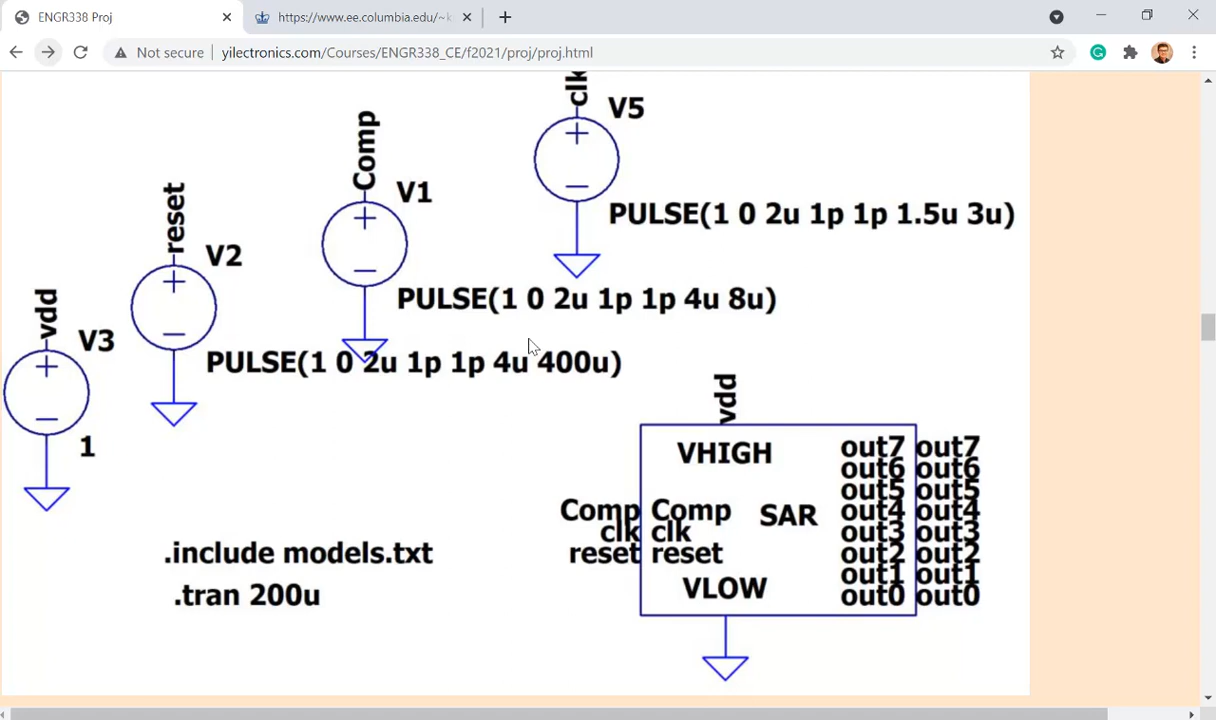 ENGR338 Proj
https://www.ee.columbia.edu/~k
Not secure
yilectronics.com/Courses/ENGR338_CE/f2021/proj/proj.html
clk
V5
PULSE(1 0 2u 1p 1p 1.5u 3u)
Comp
V1
PULSE(1 0 2u 1p 1p 4u 8u)
reset
V2
PULSE(1 0 2u 1p 1p 4u 400u)
vdd
V3
1
.include models.txt
.tran 200u
vdd
VHIGH
out7 out7
out6 out6
out5 out5
Comp Comp SAR out4 out4
clk clk out3 out3
reset reset out2 out2
out1 out1
VLOW out0 out0